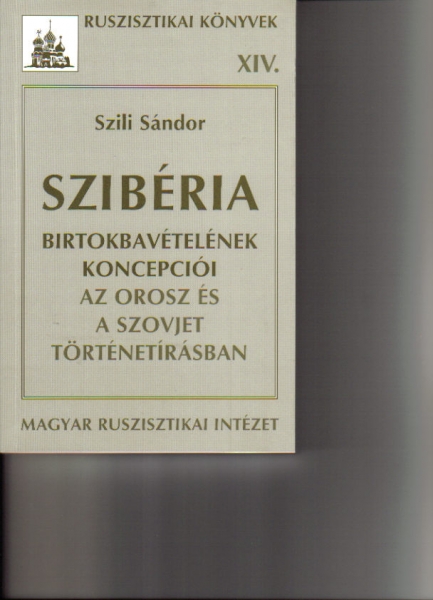 RUSZISZTIKAI KÖNYVEK
XIV.
Szili Sándor
SZIBÉRIA
BIRTOKBAVÉTELÉNEK
KONCEPCIÓI
AZ OROSZ ÉS
A SZOVJET
TÖRTÉNETÍRÁSBAN
MAGYAR RUSZISZTIKAI INTÉZET